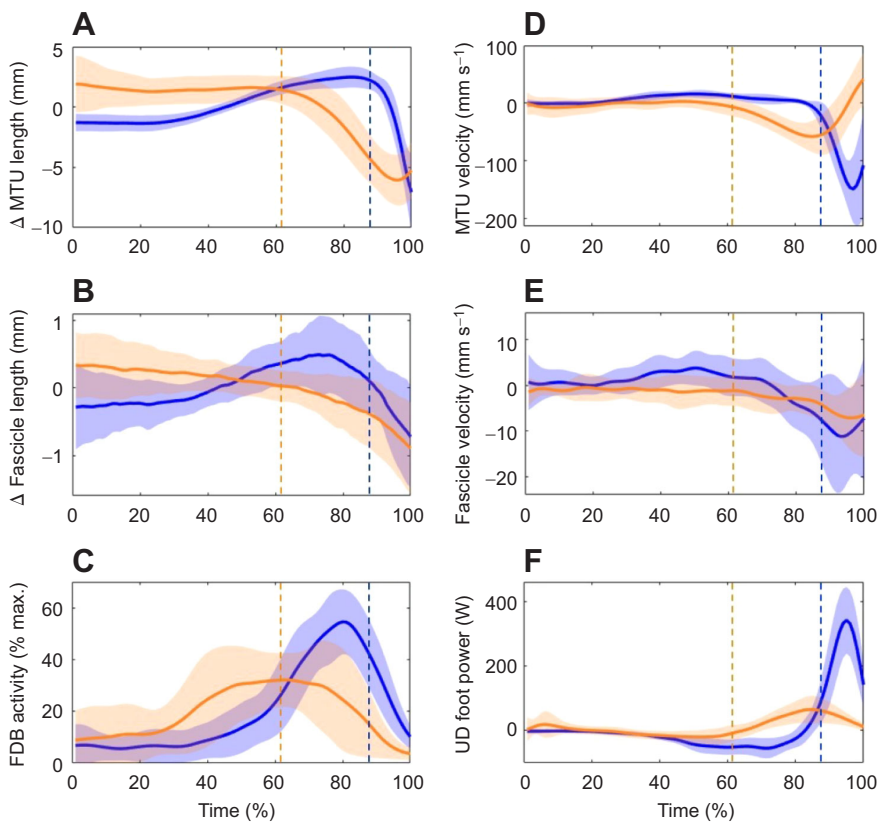 A
Δ MTU length (mm)
5
0
−5
−10
0 20 40 60 80 100
D
MTU velocity (mm s⁻¹)
100
0
−100
−200
0 20 40 60 80 100
B
Δ Fascicle length (mm)
1
0
−1
0 20 40 60 80 100
E
Fascicle velocity (mm s⁻¹)
10
0
−10
−20
0 20 40 60 80 100
C
FDB activity (% max.)
60
40
20
0
0 20 40 60 80 100
Time (%)
F
UD foot power (W)
400
200
0
0 20 40 60 80 100
Time (%)